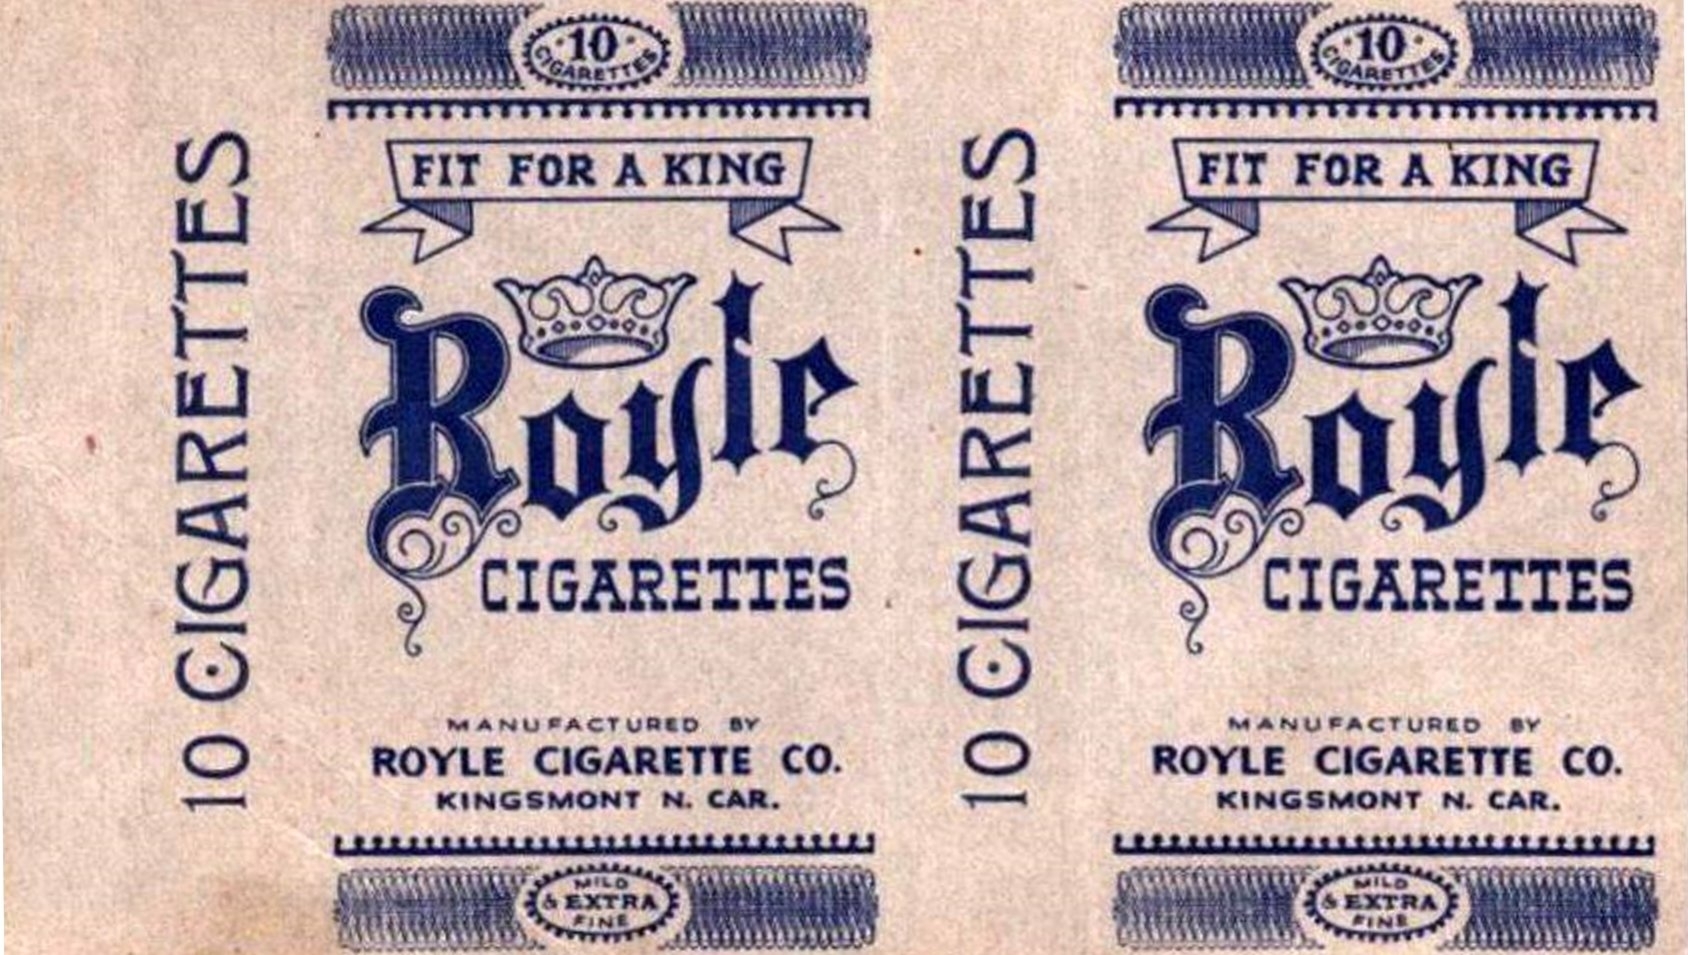 10 CIGARETTES
10
CIGARETTES
FIT FOR A KING
Royle
CIGARETTES
MANUFACTURED BY
ROYLE CIGARETTE CO.
KINGSMONT N. CAR.
MILD
& EXTRA
FINE
10 CIGARETTES
10
CIGARETTES
FIT FOR A KING
Royle
CIGARETTES
MANUFACTURED BY
ROYLE CIGARETTE CO.
KINGSMONT N. CAR.
MILD
& EXTRA
FINE